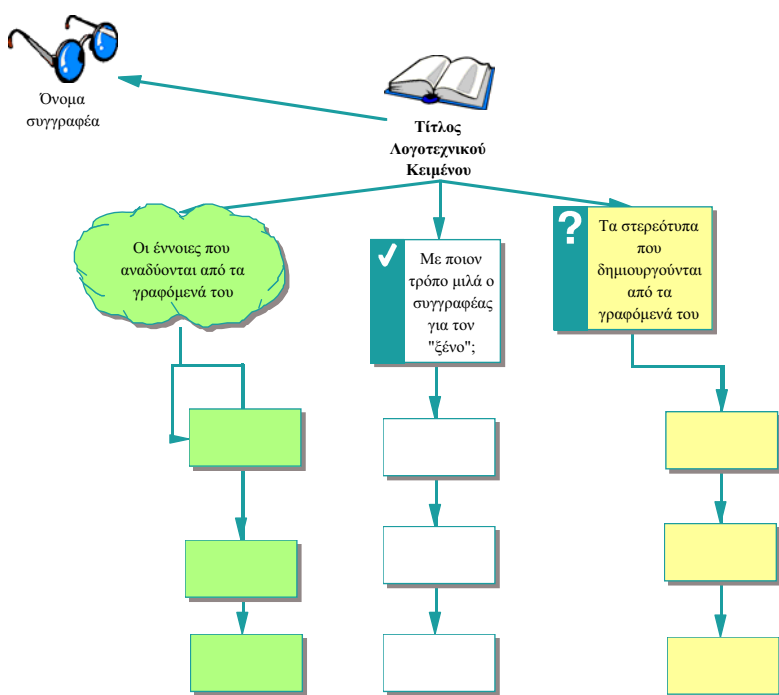 Όνομα
συγγραφέα
Τίτλος
Λογοτεχνικού
Κειμένου
Οι έννοιες που
αναδύονται από τα
γραφόμενά του
Με ποιον
τρόπο μιλά ο
συγγραφέας
για τον
"ξένο";
?
Τα στερεότυπα
που
δημιουργούνται
από τα
γραφόμενά του